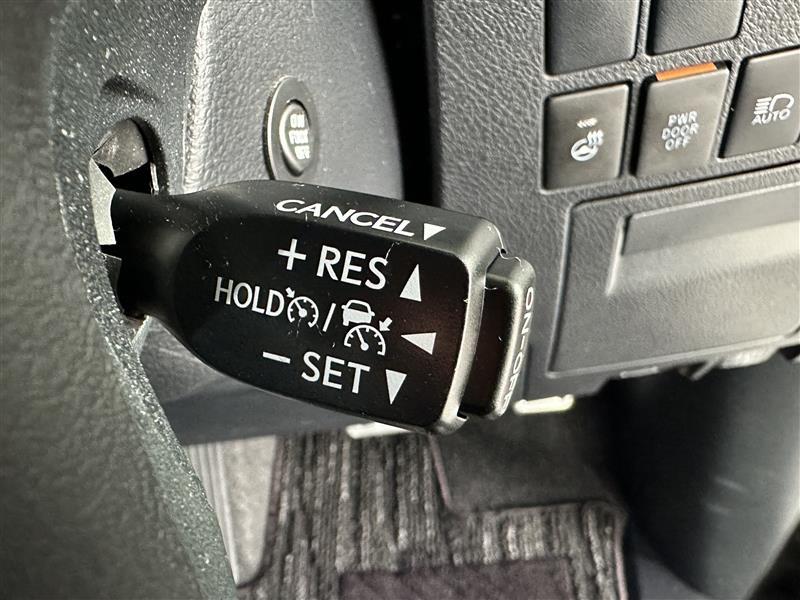 CANCEL
+ RES
HOLD /
– SET
ON-OFF
PWR
DOOR
OFF
AUTO